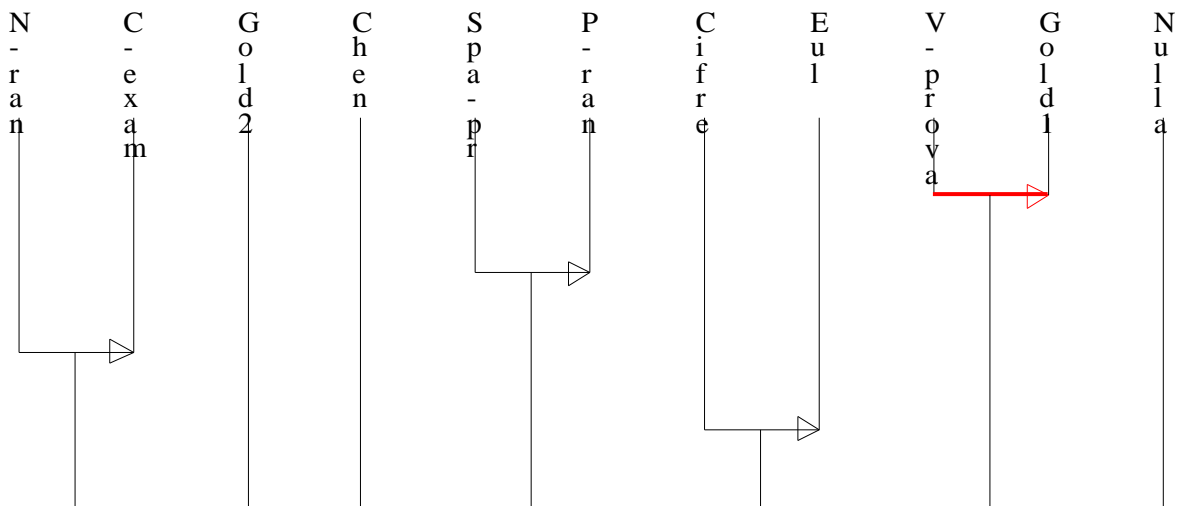 N-ran
C-exam
Gold2
Chen
Spa-pr
P-ran
Cifre
Eul
V-prova
Gold1
Nulla